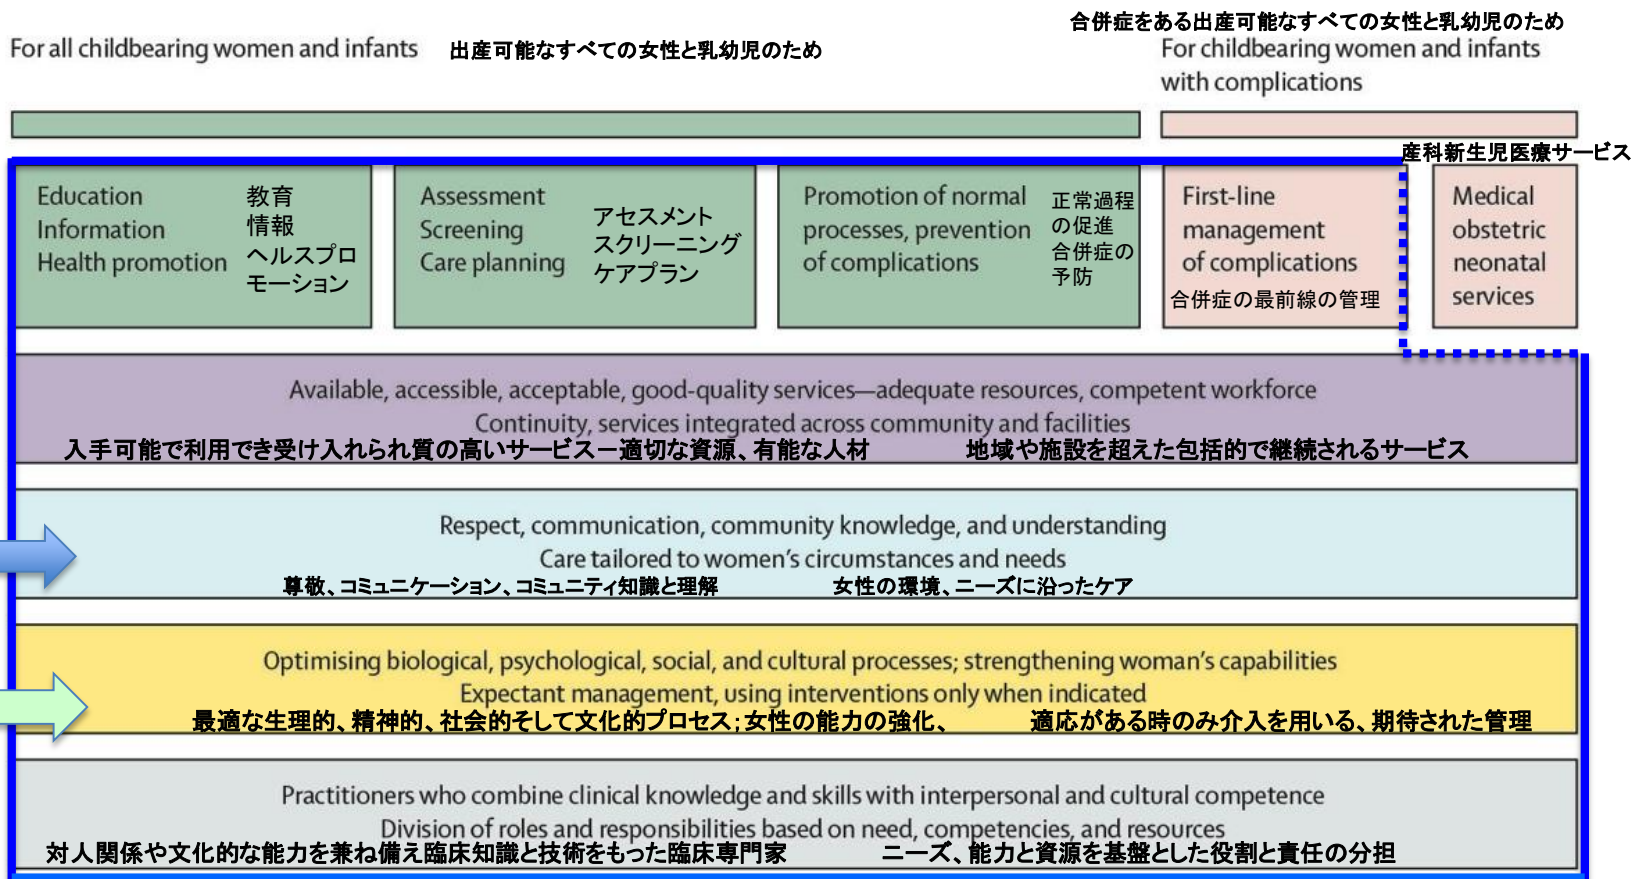 合併症をある出産可能なすべての女性と乳幼児のため
For all childbearing women and infants
出産可能なすべての女性と乳幼児のため
For childbearing women and infants
with complications
産科新生児医療サービス
Education
Information
Health promotion
教育
情報
ヘルスプロ
モーション
Assessment
Screening
Care planning
アセスメント
スクリーニング
ケアプラン
Promotion of normal
processes, prevention
of complications
正常過程
の促進
合併症の
予防
First-line
management
of complications
合併症の最前線の管理
Medical
obstetric
neonatal
services
Available, accessible, acceptable, good-quality services—adequate resources, competent workforce
Continuity, services integrated across community and facilities
入手可能で利用でき受け入れられ質の高いサービス－適切な資源、有能な人材 地域や施設を超えた包括的で継続されるサービス
Respect, communication, community knowledge, and understanding
Care tailored to women's circumstances and needs
尊敬、コミュニケーション、コミュニティ知識と理解 女性の環境、ニーズに沿ったケア
Optimising biological, psychological, social, and cultural processes; strengthening woman's capabilities
Expectant management, using interventions only when indicated
最適な生理的、精神的、社会的そして文化的プロセス;女性の能力の強化、 適応がある時のみ介入を用いる、期待された管理
Practitioners who combine clinical knowledge and skills with interpersonal and cultural competence
Division of roles and responsibilities based on need, competencies, and resources
対人関係や文化的な能力を兼ね備え臨床知識と技術をもった臨床専門家 ニーズ、能力と資源を基盤とした役割と責任の分担